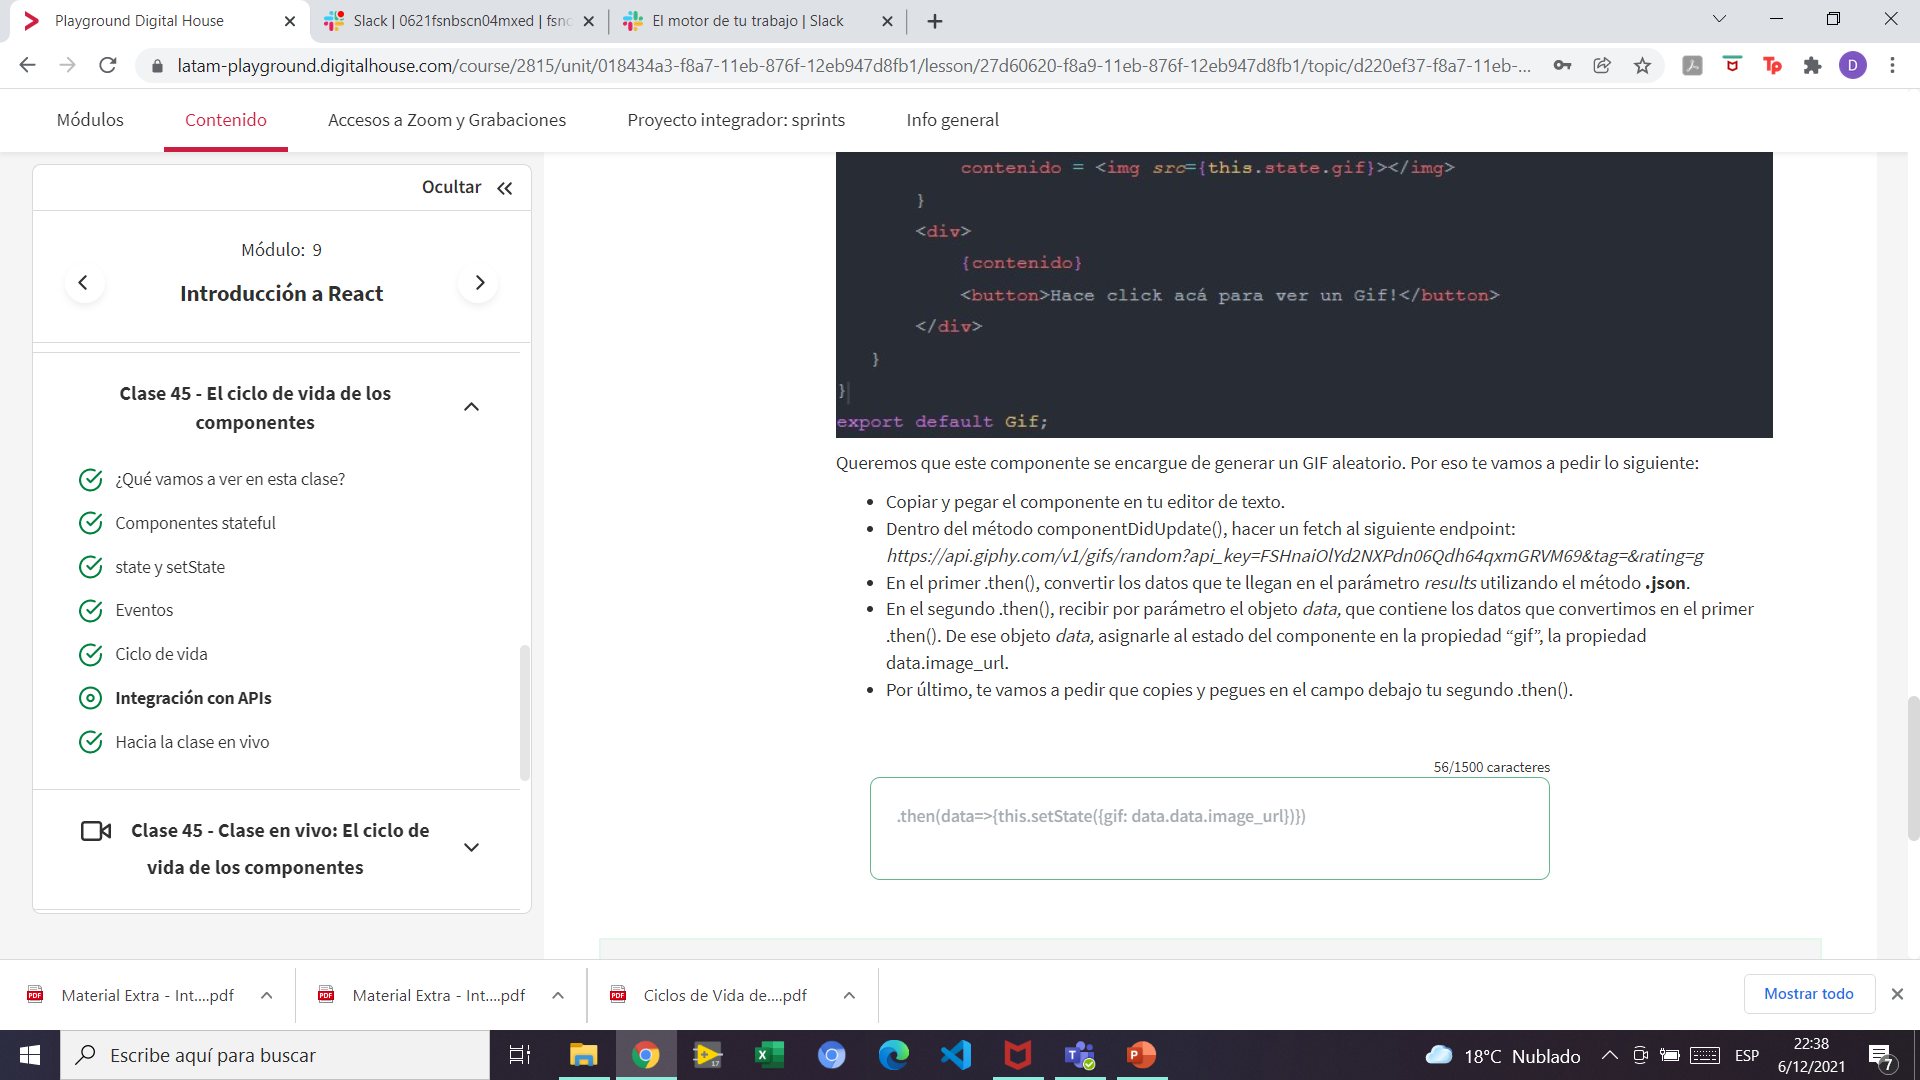 Playground Digital House
Slack | 0621fsnbscn04mxed | fsnc
El motor de tu trabajo | Slack
latam-playground.digitalhouse.com/course/2815/unit/018434a3-f8a7-11eb-876f-12eb947d8fb1/lesson/27d60620-f8a9-11eb-876f-12eb947d8fb1/topic/d220ef37-f8a7-11eb-...
Tp
D
Módulos
Contenido
Accesos a Zoom y Grabaciones
Proyecto integrador: sprints
Info general
Ocultar
Módulo: 9
Introducción a React
Clase 45 - El ciclo de vida de los
componentes
¿Qué vamos a ver en esta clase?
Componentes stateful
state y setState
Eventos
Ciclo de vida
Integración con APIs
Hacia la clase en vivo
Clase 45 - Clase en vivo: El ciclo de
vida de los componentes
contenido = <img src={this.state.gif}></img>
}
<div>
{contenido}
<button>Hace click acá para ver un Gif!</button>
</div>
}
}
export default Gif;
Queremos que este componente se encargue de generar un GIF aleatorio. Por eso te vamos a pedir lo siguiente:
• Copiar y pegar el componente en tu editor de texto.
• Dentro del método componentDidUpdate(), hacer un fetch al siguiente endpoint:
https://api.giphy.com/v1/gifs/random?api_key=FSHnaiOlYd2NXPdn06Qdh64qxmGRVM69&tag=&rating=g
• En el primer .then(), convertir los datos que te llegan en el parámetro results utilizando el método .json.
• En el segundo .then(), recibir por parámetro el objeto data, que contiene los datos que convertimos en el primer
.then(). De ese objeto data, asignarle al estado del componente en la propiedad “gif”, la propiedad
data.image_url.
• Por último, te vamos a pedir que copies y pegues en el campo debajo tu segundo .then().
56/1500 caracteres
.then(data=>{this.setState({gif: data.data.image_url})})
PDF
Material Extra - Int....pdf
PDF
Material Extra - Int....pdf
PDF
Ciclos de Vida de....pdf
Mostrar todo
Escribe aquí para buscar
18°C Nublado
ESP
22:38
6/12/2021
7